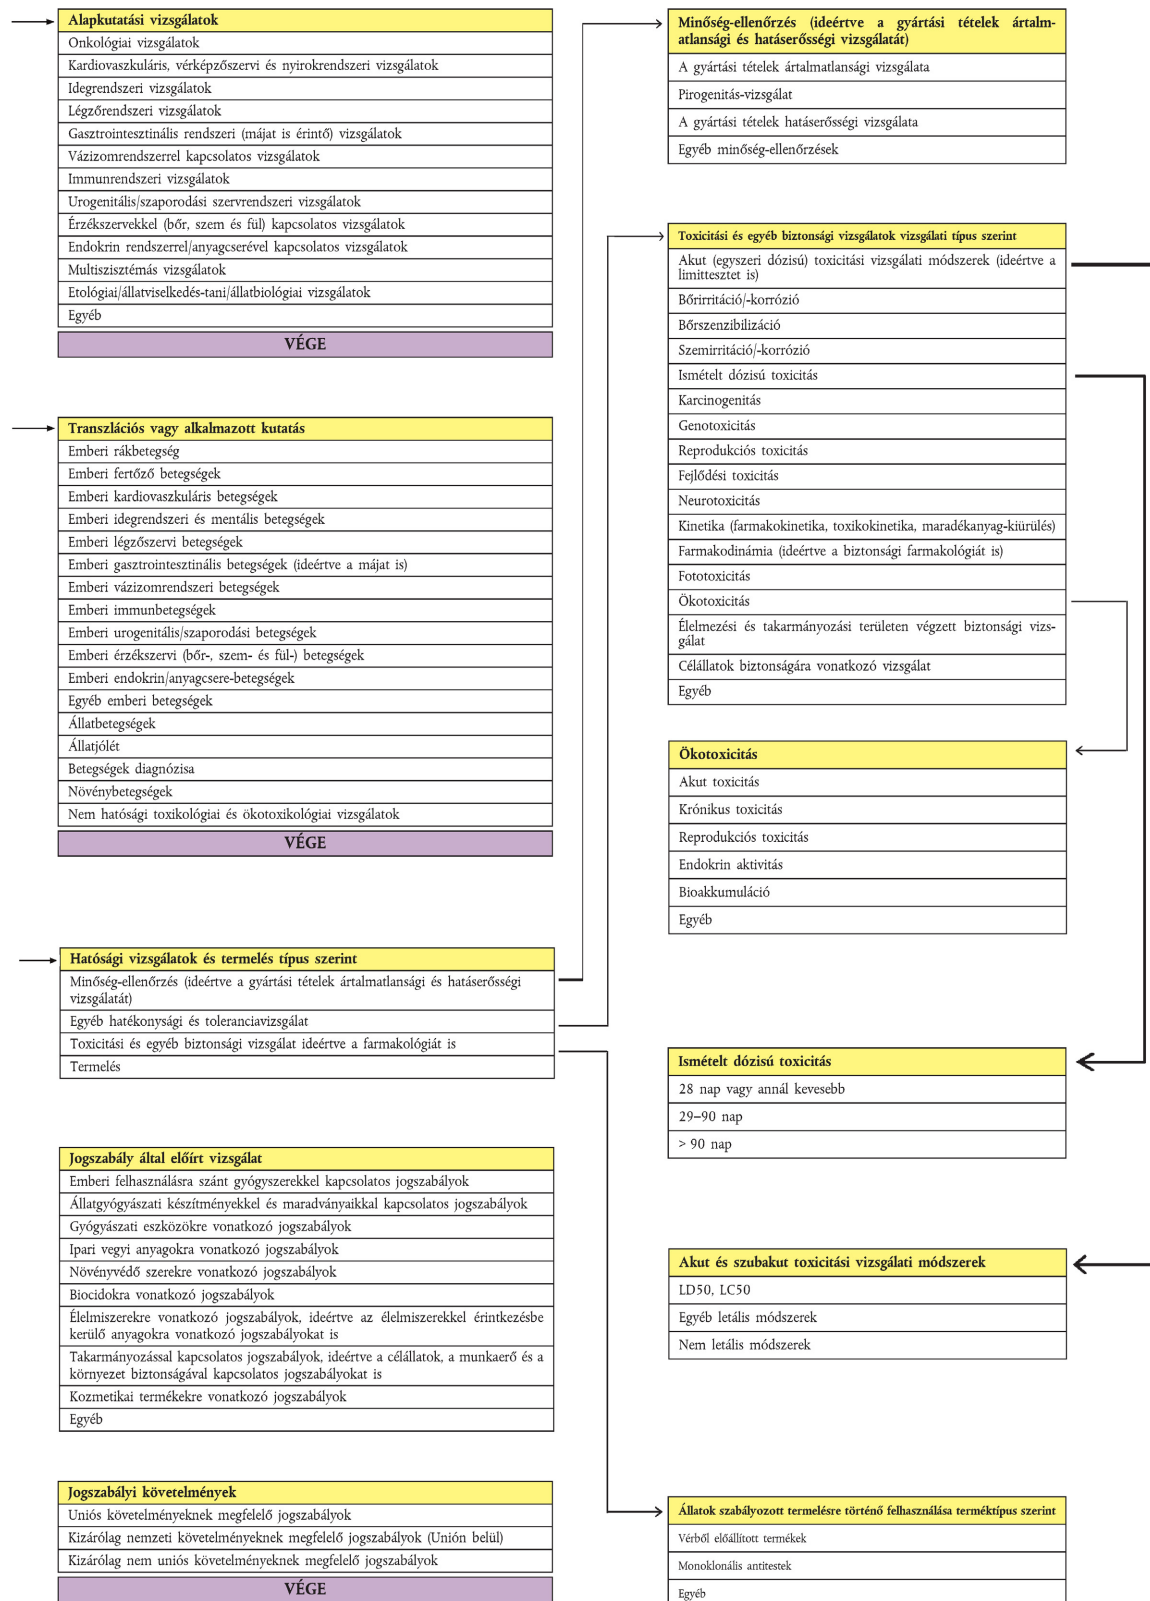 Alapkutatási vizsgálatok
Onkológiai vizsgálatok
Kardiovaszkuláris, vérképzőszervi és nyirokrendszeri vizsgálatok
Idegrendszeri vizsgálatok
Légzőrendszeri vizsgálatok
Gasztrointesztinális rendszeri (májat is érintő) vizsgálatok
Vázizomrendszerrel kapcsolatos vizsgálatok
Immunrendszeri vizsgálatok
Urogenitális/szaporodási szervrendszeri vizsgálatok
Érzékszervekkel (bőr, szem és fül) kapcsolatos vizsgálatok
Endokrin rendszerrel/anyagcserével kapcsolatos vizsgálatok
Multiszisztémás vizsgálatok
Etológiai/állatviselkedés-tani/állatbiológiai vizsgálatok
Egyéb
VÉGE
Transzlációs vagy alkalmazott kutatás
Emberi rákbetegség
Emberi fertőző betegségek
Emberi kardiovaszkuláris betegségek
Emberi idegrendszeri és mentális betegségek
Emberi légzőszervi betegségek
Emberi gasztrointesztinális betegségek (ideértve a májat is)
Emberi vázizomrendszeri betegségek
Emberi immunbetegségek
Emberi urogenitális/szaporodási betegségek
Emberi érzékszervi (bőr-, szem- és fül-) betegségek
Emberi endokrin/anyagcsere-betegségek
Egyéb emberi betegségek
Állatbetegségek
Állatjólét
Betegségek diagnózisa
Növénybetegségek
Nem hatósági toxikológiai és ökotoxikológiai vizsgálatok
VÉGE
Hatósági vizsgálatok és termelés típus szerint
Minőség-ellenőrzés (ideértve a gyártási tételek ártalmatlansági és hatáserősségi
vizsgálatát)
Egyéb hatékonysági és toleranciavizsgálat
Toxicitási és egyéb biztonsági vizsgálat ideértve a farmakológiát is
Termelés
Jogszabály által előírt vizsgálat
Emberi felhasználásra szánt gyógyszerekkel kapcsolatos jogszabályok
Állatgyógyászati készítményekkel és maradványaikkal kapcsolatos jogszabályok
Gyógyászati eszközökre vonatkozó jogszabályok
Ipari vegyi anyagokra vonatkozó jogszabályok
Növényvédő szerekre vonatkozó jogszabályok
Biocidokra vonatkozó jogszabályok
Élelmiszerekre vonatkozó jogszabályok, ideértve az élelmiszerekkel érintkezésbe
kerülő anyagokra vonatkozó jogszabályokat is
Takarmányozással kapcsolatos jogszabályok, ideértve a célállatok, a munkaerő és a
környezet biztonságával kapcsolatos jogszabályokat is
Kozmetikai termékekre vonatkozó jogszabályok
Egyéb
Jogszabályi követelmények
Uniós követelményeknek megfelelő jogszabályok
Kizárólag nemzeti követelményeknek megfelelő jogszabályok (Unión belül)
Kizárólag nem uniós követelményeknek megfelelő jogszabályok
VÉGE
Minőség-ellenőrzés (ideértve a gyártási tételek ártalm-
atlansági és hatáserősségi vizsgálatát)
A gyártási tételek ártalmatlansági vizsgálata
Pirogenitás-vizsgálat
A gyártási tételek hatáserősségi vizsgálata
Egyéb minőség-ellenőrzések
Toxicitási és egyéb biztonsági vizsgálatok vizsgálati típus szerint
Akut (egyszeri dózisú) toxicitási vizsgálati módszerek (ideértve a
limittesztet is)
Bőrirritáció/-korrózió
Bőrszenzibilizáció
Szemirritáció/-korrózió
Ismételt dózisú toxicitás
Karcinogenitás
Genotoxicitás
Reprodukciós toxicitás
Fejlődési toxicitás
Neurotoxicitás
Kinetika (farmakokinetika, toxikokinetika, maradékanyag-kiürülés)
Farmakodinámia (ideértve a biztonsági farmakológiát is)
Fototoxicitás
Ökotoxicitás
Élelmezési és takarmányozási területen végzett biztonsági vizs-
gálat
Célállatok biztonságára vonatkozó vizsgálat
Egyéb
Ökotoxicitás
Akut toxicitás
Krónikus toxicitás
Reprodukciós toxicitás
Endokrin aktivitás
Bioakkumuláció
Egyéb
Ismételt dózisú toxicitás
28 nap vagy annál kevesebb
29–90 nap
> 90 nap
Akut és szubakut toxicitási vizsgálati módszerek
LD50, LC50
Egyéb letális módszerek
Nem letális módszerek
Állatok szabályozott termelésre történő felhasználása terméktípus szerint
Vérből előállított termékek
Monoklonális antitestek
Egyéb